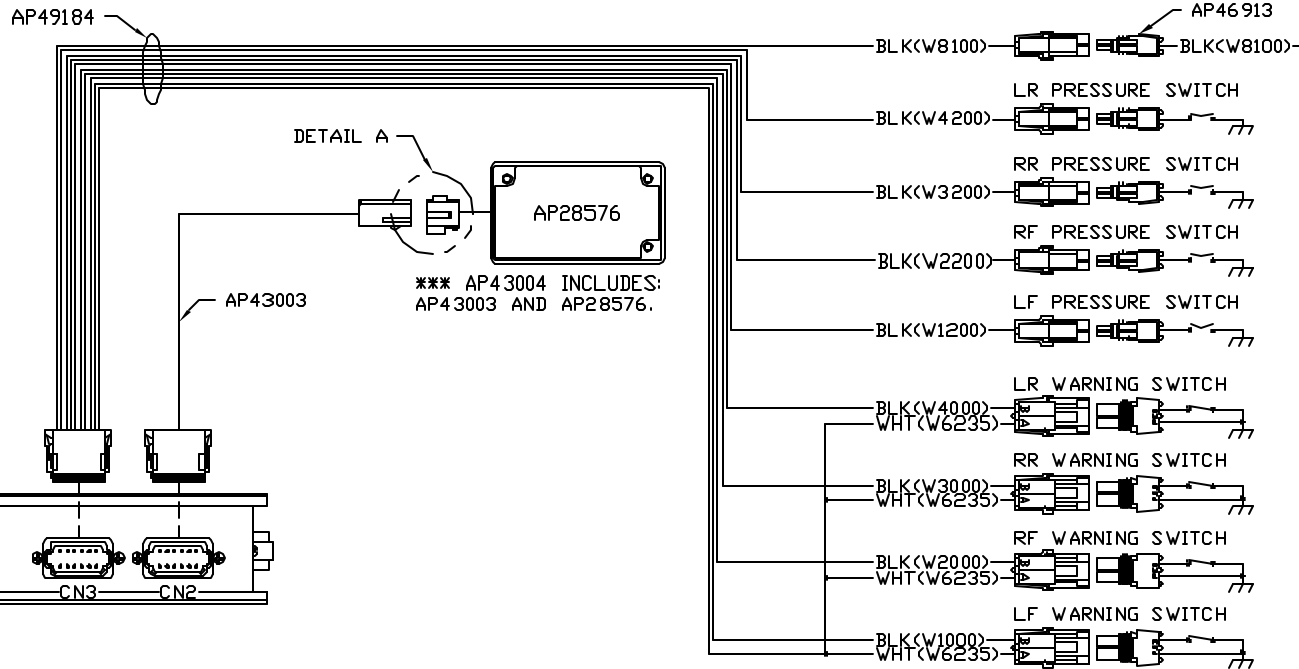 AP49184
AP46913
BLK(W8100)
BLK(W8100)
LR PRESSURE SWITCH
BLK(W4200)
DETAIL A
RR PRESSURE SWITCH
BLK(W3200)
AP28576
RF PRESSURE SWITCH
BLK(W2200)
*** AP43004 INCLUDES:
AP43003 AND AP28576.
AP43003
LF PRESSURE SWITCH
BLK(W1200)
LR WARNING SWITCH
BLK(W4000) B
WHT(W6235) A
RR WARNING SWITCH
BLK(W3000) B
WHT(W6235) A
RF WARNING SWITCH
BLK(W2000) B
WHT(W6235) A
CN3
CN2
LF WARNING SWITCH
BLK(W1000) B
WHT(W6235) A